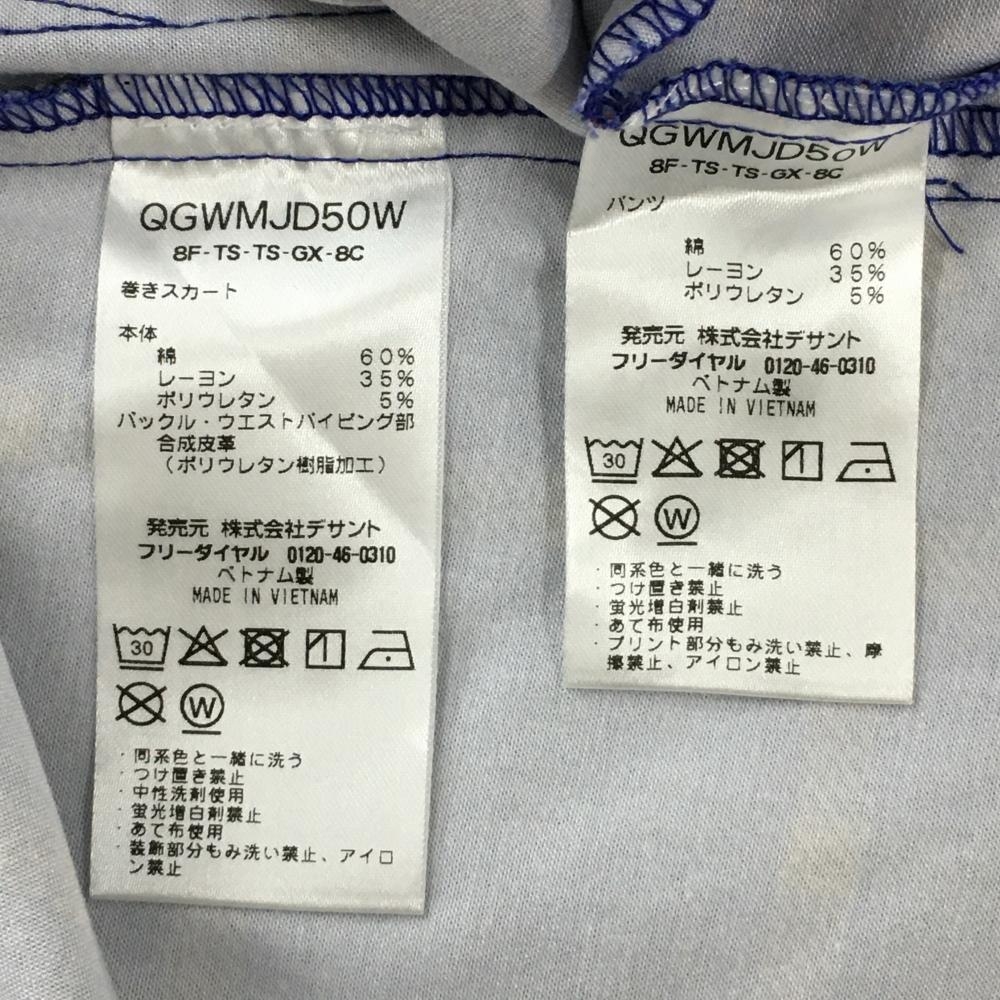 QGWMJD50W
8F-TS-TS-GX-8C
巻きスカート
本体
綿 60%
レーヨン 35%
ポリウレタン 5%
バックル・ウエストパイピング部
合成皮革
(ポリウレタン樹脂加工)
発売元 株式会社デサント
フリーダイヤル 0120-46-0310
ベトナム製
MADE IN VIETNAM
30
W
・同系色と一緒に洗う
・つけ置き禁止
・中性洗剤使用
・蛍光増白剤禁止
・あて布使用
・装飾部分もみ洗い禁止、アイロ
ン禁止
QGWMJD50W
8F-TS-TS-GX-8C
パンツ
綿 60%
レーヨン 35%
ポリウレタン 5%
発売元 株式会社デサント
フリーダイヤル 0120-46-0310
ベトナム製
MADE IN VIETNAM
30
W
・同系色と一緒に洗う
・つけ置き禁止
・蛍光増白剤禁止
・あて布使用
・プリント部分もみ洗い禁止、摩
擦禁止、アイロン禁止